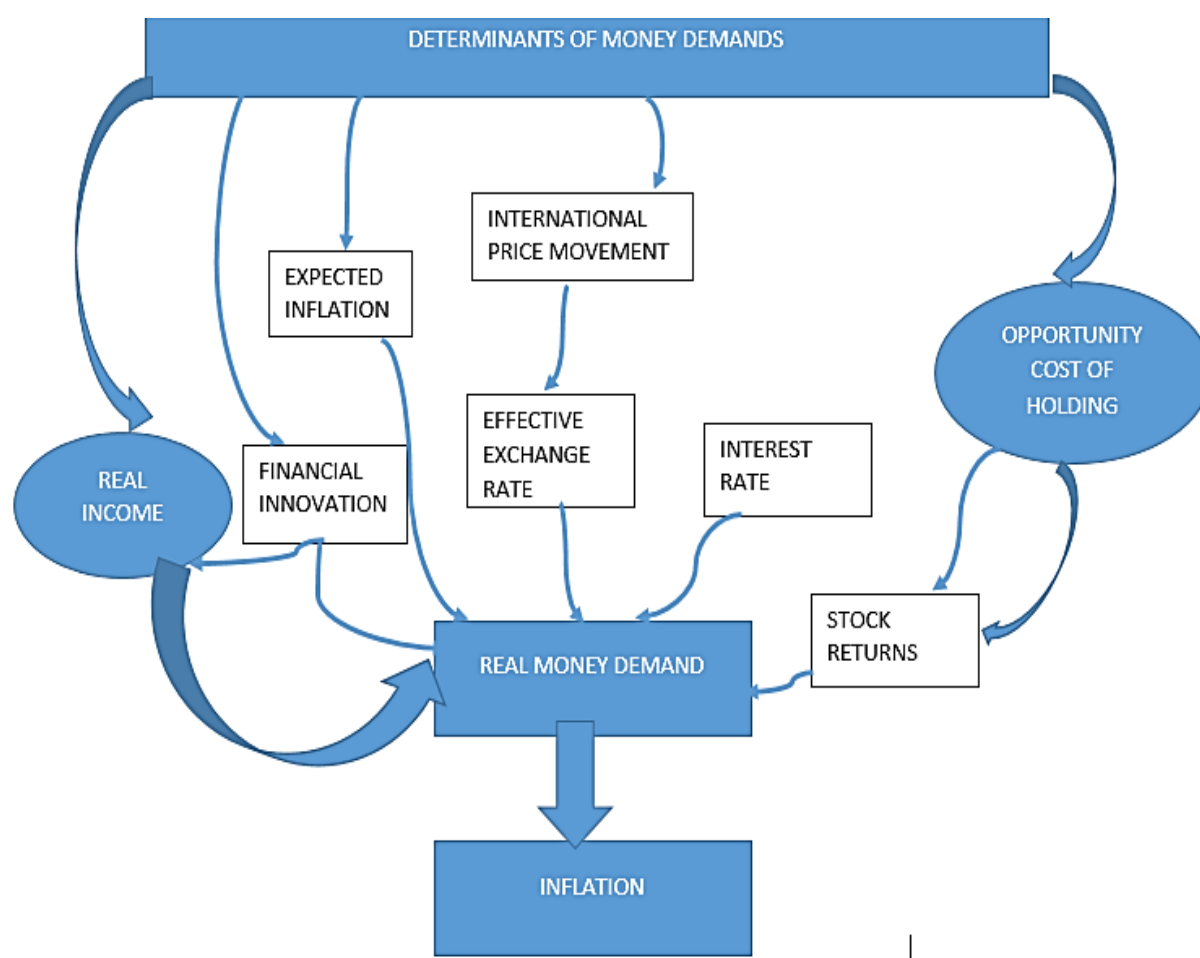 DETERMINANTS OF MONEY DEMANDS
INTERNATIONAL
PRICE MOVEMENT
EXPECTED
INFLATION
OPPORTUNITY
COST OF
HOLDING
EFFECTIVE
EXCHANGE
RATE
INTEREST
RATE
FINANCIAL
INNOVATION
REAL
INCOME
STOCK
RETURNS
REAL MONEY DEMAND
INFLATION